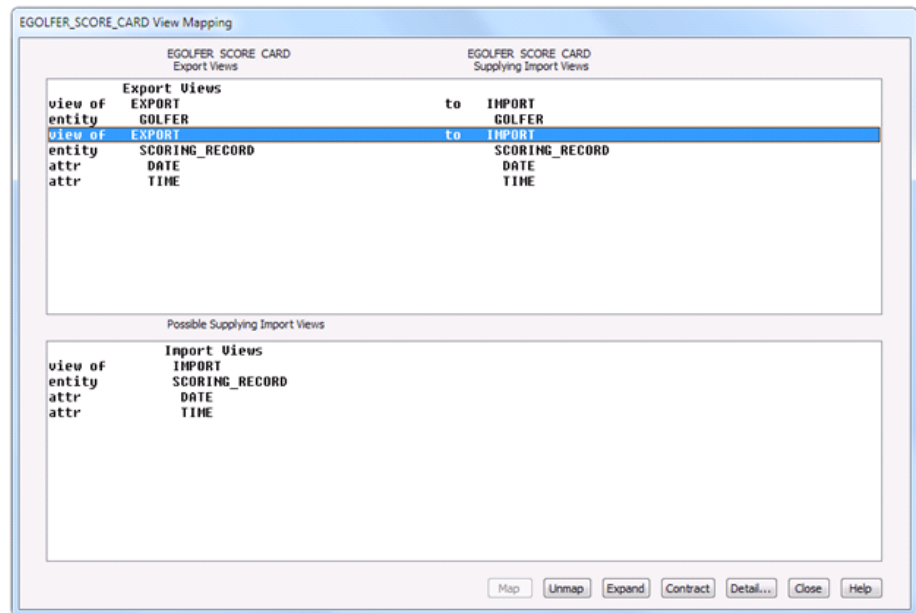 EGOLFER_SCORE_CARD View Mapping
EGOLFER SCORE CARD EGOLFER SCORE CARD
Export Views Supplying Import Views
Export Views
view of EXPORT to IMPORT
entity GOLFER GOLFER
view of EXPORT to IMPORT
entity SCORING_RECORD SCORING_RECORD
attr DATE DATE
attr TIME TIME
Possible Supplying Import Views
Import Views
view of IMPORT
entity SCORING_RECORD
attr DATE
attr TIME
Map Unmap Expand Contract Detail... Close Help